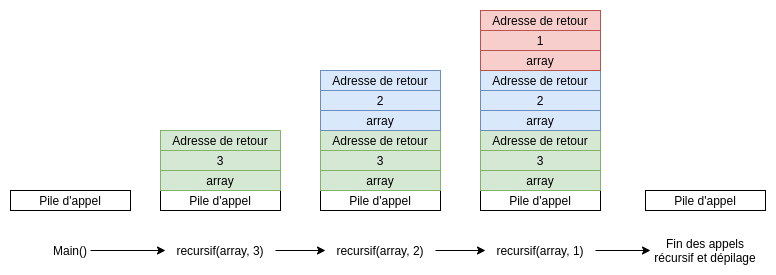 Adresse de retour
1
array
Adresse de retour
Adresse de retour
2
2
array
array
Adresse de retour
Adresse de retour
Adresse de retour
3
3
3
array
array
array
Pile d'appel
Pile d'appel
Pile d'appel
Pile d'appel
Pile d'appel
Main()
recursif(array, 3)
recursif(array, 2)
recursif(array, 1)
Fin des appels
récursif et dépilage